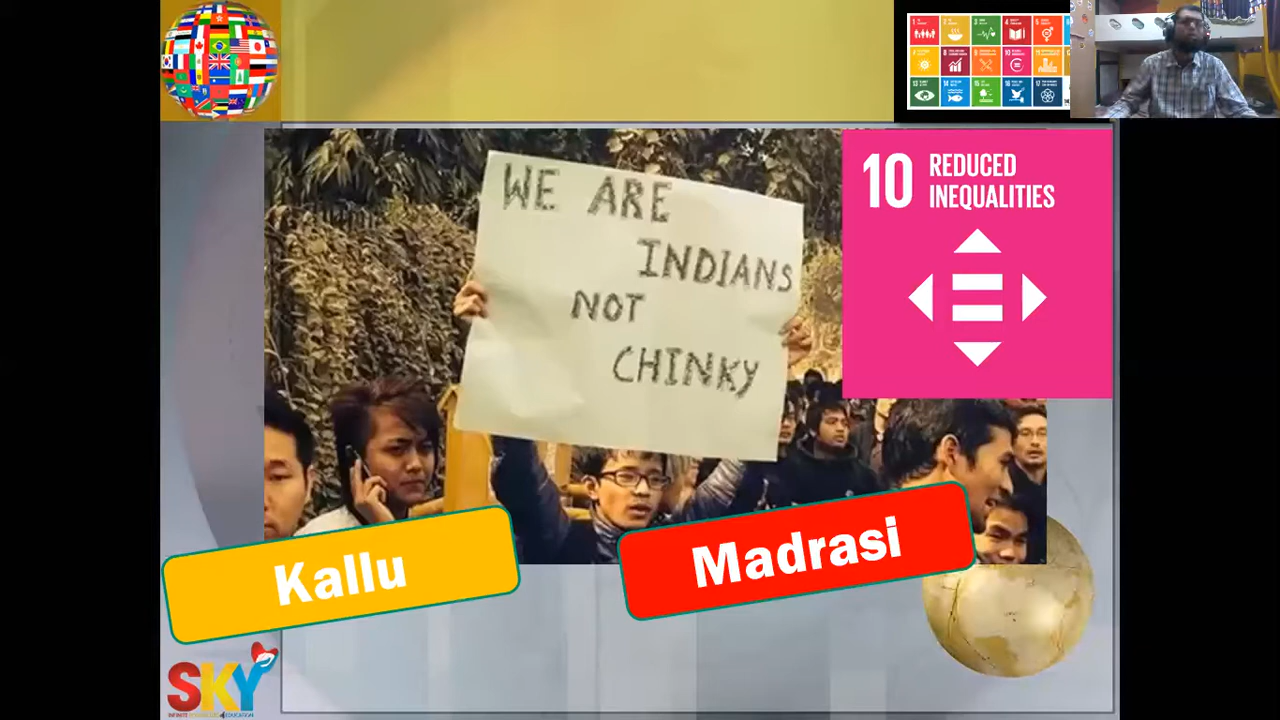 10 REDUCED
INEQUALITIES
WE ARE
INDIANS
NOT
CHINKY
Kallu
Madrasi
SKY